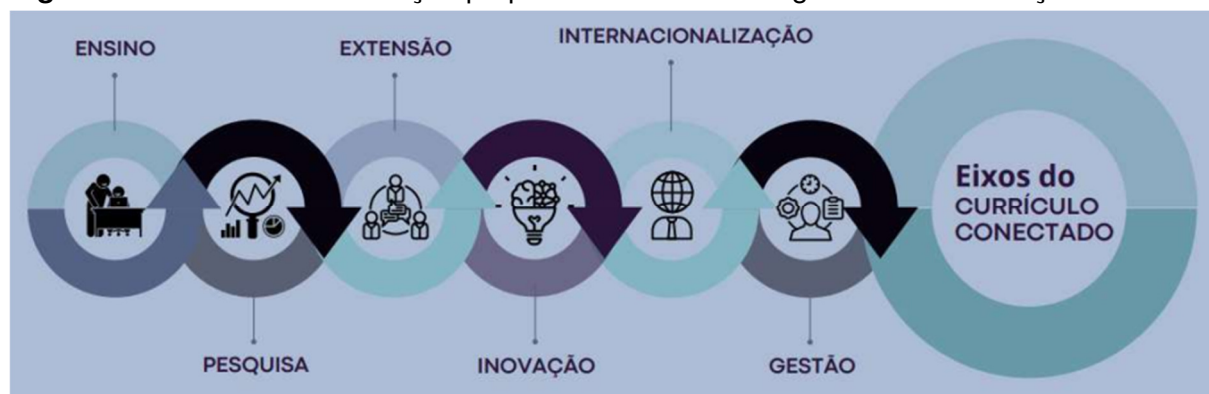 ENSINO
EXTENSÃO
INTERNACIONALIZAÇÃO
PESQUISA
INOVAÇÃO
GESTÃO
Eixos do
CURRÍCULO
CONECTADO